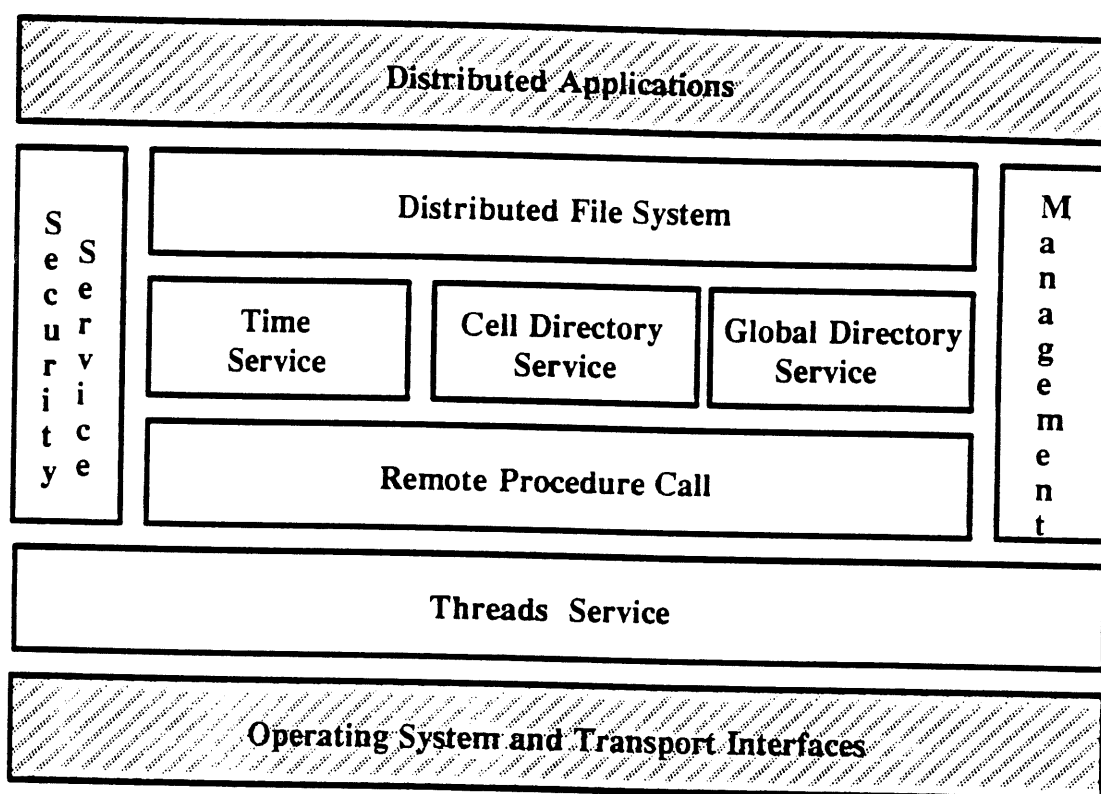 Distributed Applications
Security
Service
Distributed File System
Management
Time
Service
Cell Directory
Service
Global Directory
Service
Remote Procedure Call
Threads Service
Operating System and Transport Interfaces